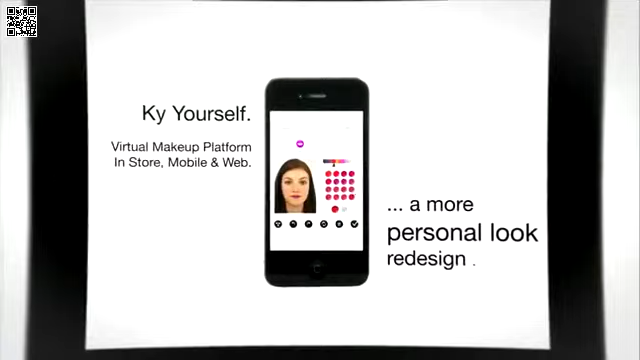 Ky Yourself.
Virtual Makeup Platform
In Store, Mobile & Web.
... a more
personal look
redesign .